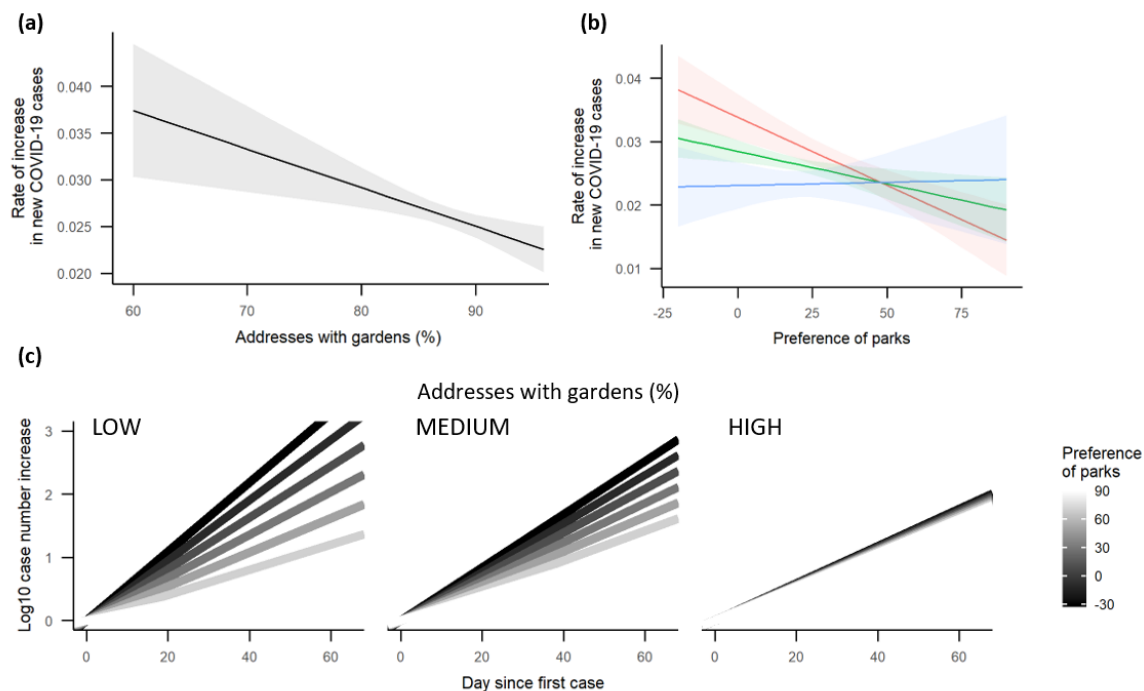 (a)
Rate of increase
in new COVID-19 cases
0.040
0.035
0.030
0.025
0.020
60
70
80
90
Addresses with gardens (%)
(b)
Rate of increase
in new COVID-19 cases
0.04
0.03
0.02
0.01
-25
0
25
50
75
Preference of parks
(c)
Addresses with gardens (%)
LOW
MEDIUM
HIGH
Log10 case number increase
3
2
1
0
0
20
40
60
0
20
40
60
0
20
40
60
Day since first case
Preference
of parks
90
60
30
0
-30